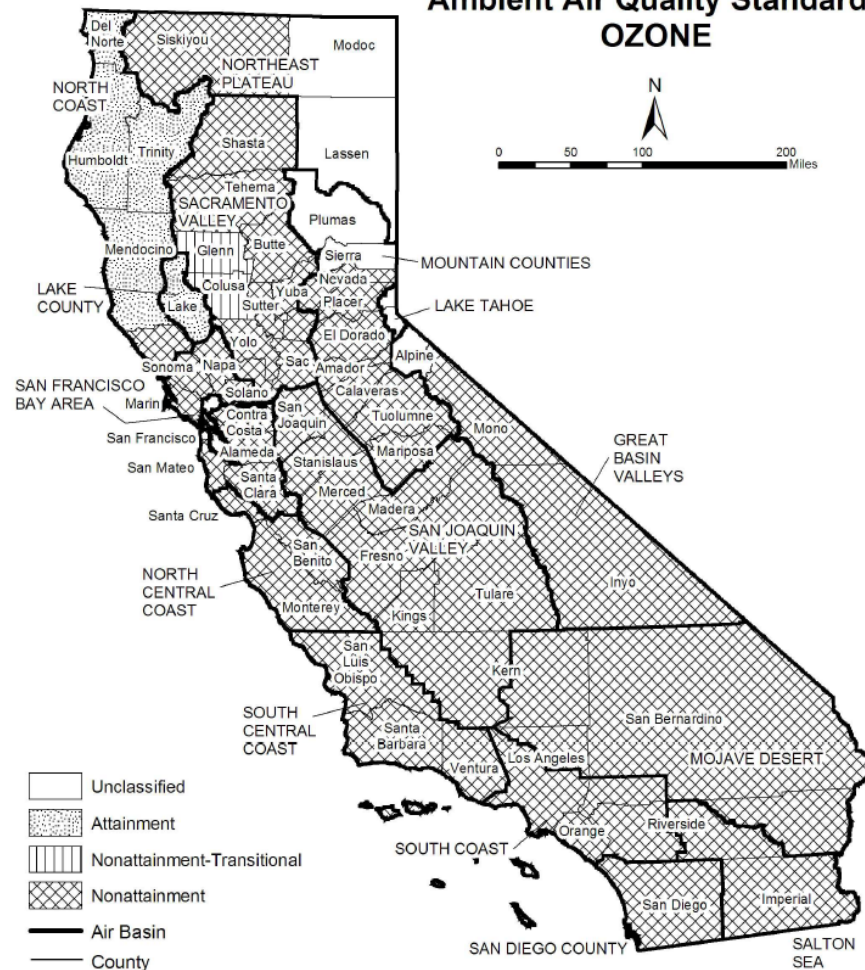 Ambient Air Quality Standard
OZONE
N
0 50 100 200
Miles
Del
Norte
Siskiyou
Modoc
NORTHEAST
PLATEAU
NORTH
COAST
Shasta
Trinity
Humboldt
Lassen
Tehema
SACRAMENTO
VALLEY
Plumas
Glenn
Butte
Mendocino
Sierra
MOUNTAIN COUNTIES
Colusa
Nevada
LAKE
COUNTY
Lake
Yuba
Sutter
Placer
LAKE TAHOE
Yolo
El Dorado
Sonoma
Napa
Sac
Alpine
Amador
Solano
Calaveras
SAN FRANCISCO
BAY AREA
Marin
Contra
Costa
San
Joaquin
Tuolumne
Mono
San Francisco
Alameda
Mariposa
GREAT
BASIN
VALLEYS
San Mateo
Stanislaus
Santa
Clara
Merced
Santa Cruz
Madera
SAN JOAQUIN
VALLEY
San
Benito
Fresno
NORTH
CENTRAL
COAST
Inyo
Tulare
Monterey
Kings
San
Luis
Obispo
Kern
SOUTH
CENTRAL
COAST
Santa
Barbara
San Bernardino
Ventura
Los Angeles
MOJAVE DESERT
Orange
Riverside
SOUTH COAST
San Diego
Imperial
SAN DIEGO COUNTY
SALTON
SEA
Unclassified
Attainment
Nonattainment-Transitional
Nonattainment
Air Basin
County